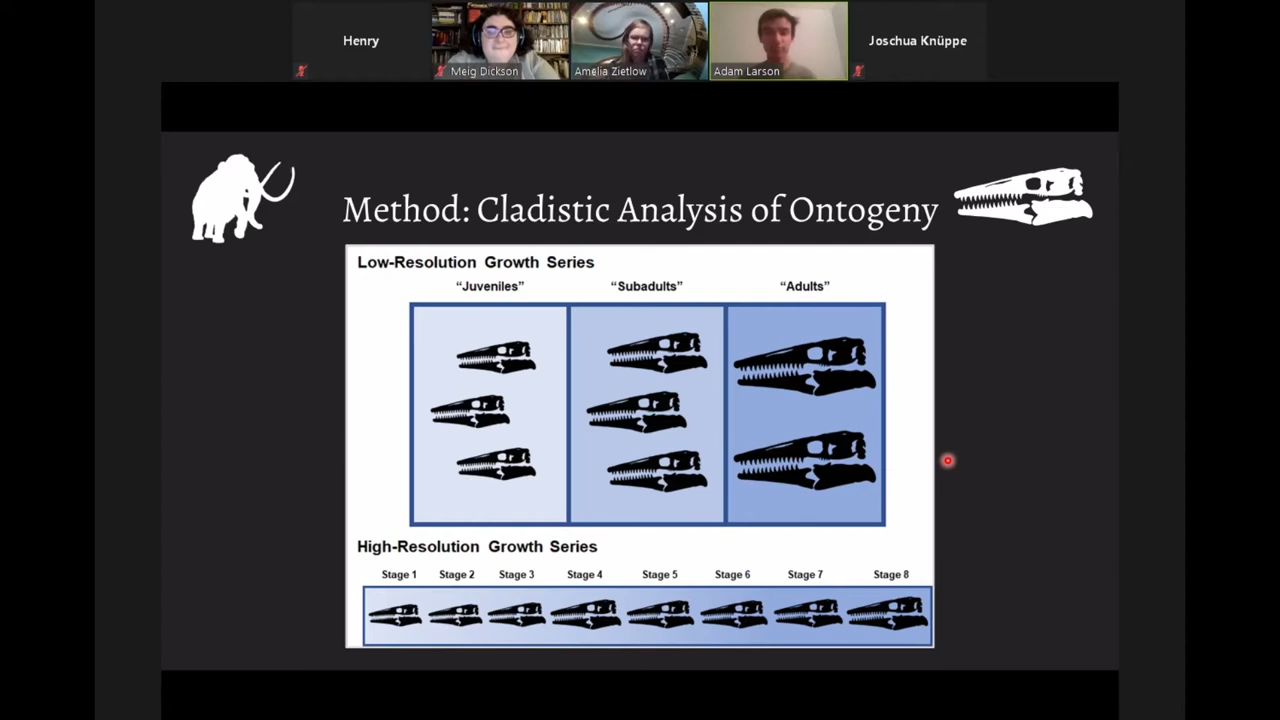 Henry
Meig Dickson
Amelia Zietlow
Adam Larson
Joschua Knüppe
Method: Cladistic Analysis of Ontogeny
Low-Resolution Growth Series
“Juveniles” “Subadults” “Adults”
High-Resolution Growth Series
Stage 1 Stage 2 Stage 3 Stage 4 Stage 5 Stage 6 Stage 7 Stage 8